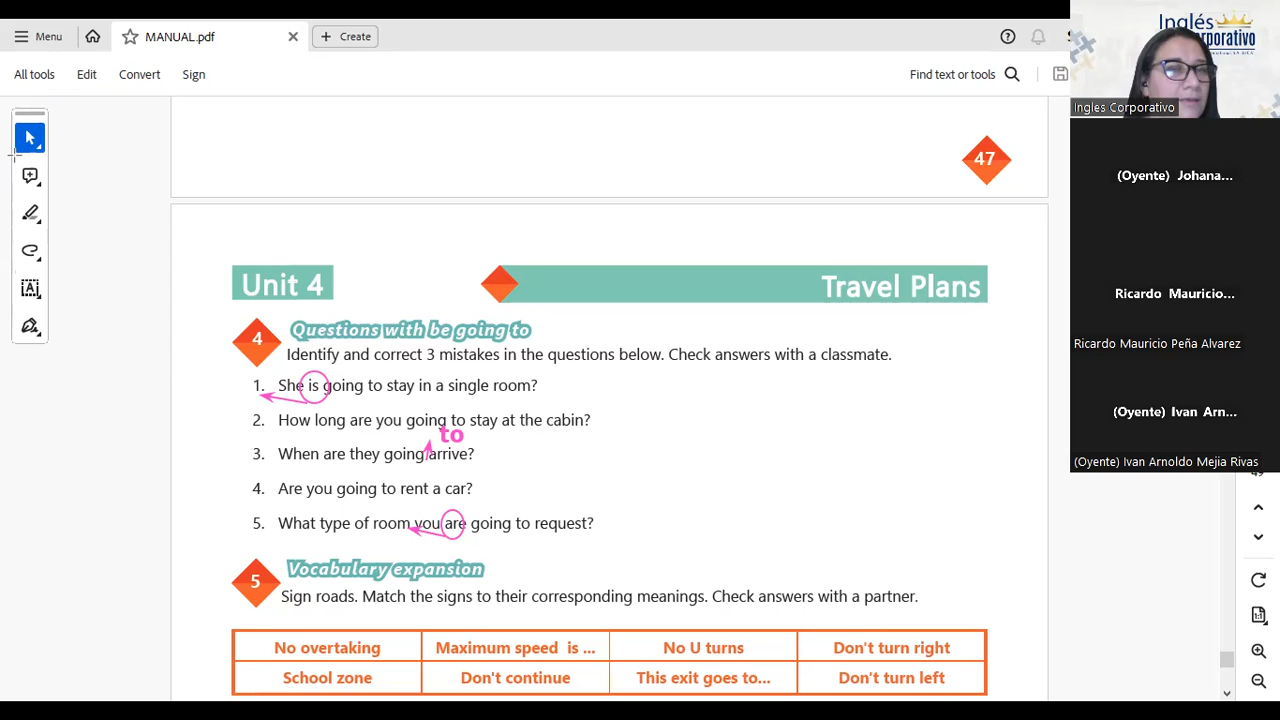 Menu
MANUAL.pdf
Create
All tools
Edit
Convert
Sign
Find text or tools
47
Unit 4
Travel Plans
4
Questions with be going to
Identify and correct 3 mistakes in the questions below. Check answers with a classmate.
1. She is going to stay in a single room?
2. How long are you going to stay at the cabin?
to
3. When are they going arrive?
4. Are you going to rent a car?
5. What type of room you are going to request?
5
Vocabulary expansion
Sign roads. Match the signs to their corresponding meanings. Check answers with a partner.
No overtaking
Maximum speed is ...
No U turns
Don't turn right
School zone
Don't continue
This exit goes to...
Don't turn left
Inglés
Corporativo
Ingles Corporativo
(Oyente) Johana...
Ricardo Mauricio...
Ricardo Mauricio Peña Alvarez
(Oyente) Ivan Arn...
(Oyente) Ivan Arnoldo Mejia Rivas
1:1